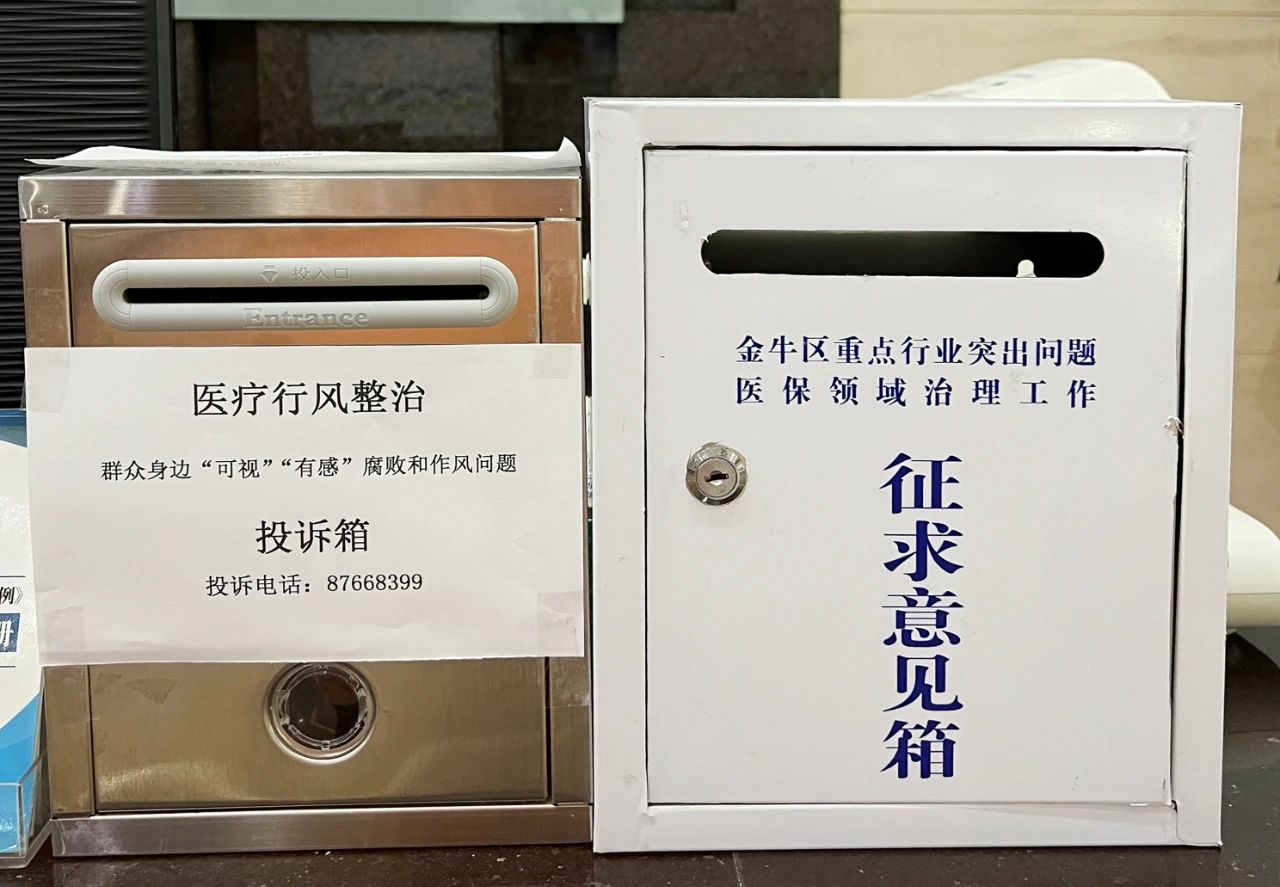 投入口
Entrance
医疗行风整治
群众身边“可视”“有感”腐败和作风问题
投诉箱
投诉电话：87668399
金牛区重点行业突出问题
医保领域治理工作
征求意见箱
例》
册